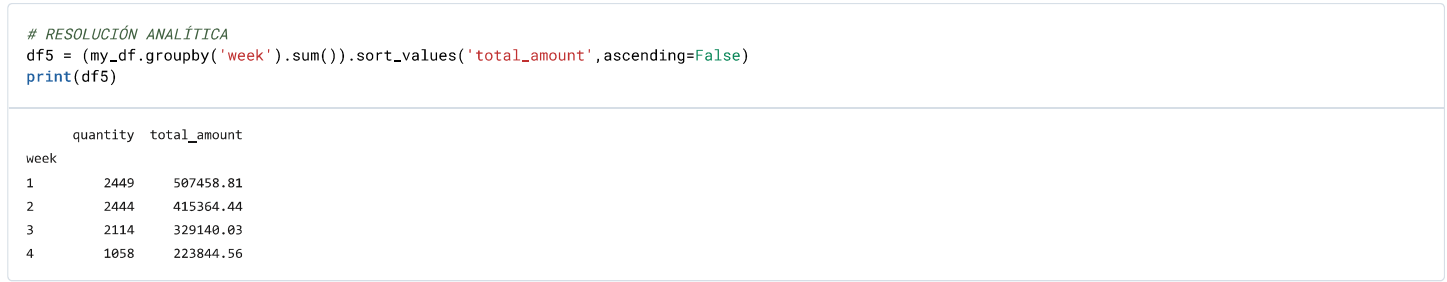 # RESOLUCIÓN ANALÍTICA
df5 = (my_df.groupby('week').sum()).sort_values('total_amount',ascending=False)
print(df5)
quantity total_amount
week
1 2449 507458.81
2 2444 415364.44
3 2114 329140.03
4 1058 223844.56